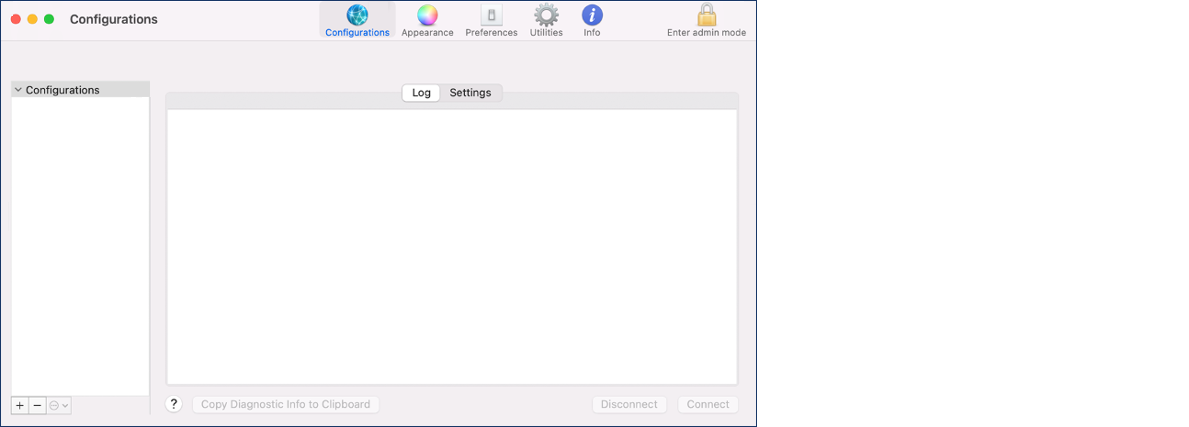 Configurations
Configurations Appearance Preferences Utilities Info Enter admin mode
Configurations
Log Settings
+ − ? Copy Diagnostic Info to Clipboard Disconnect Connect